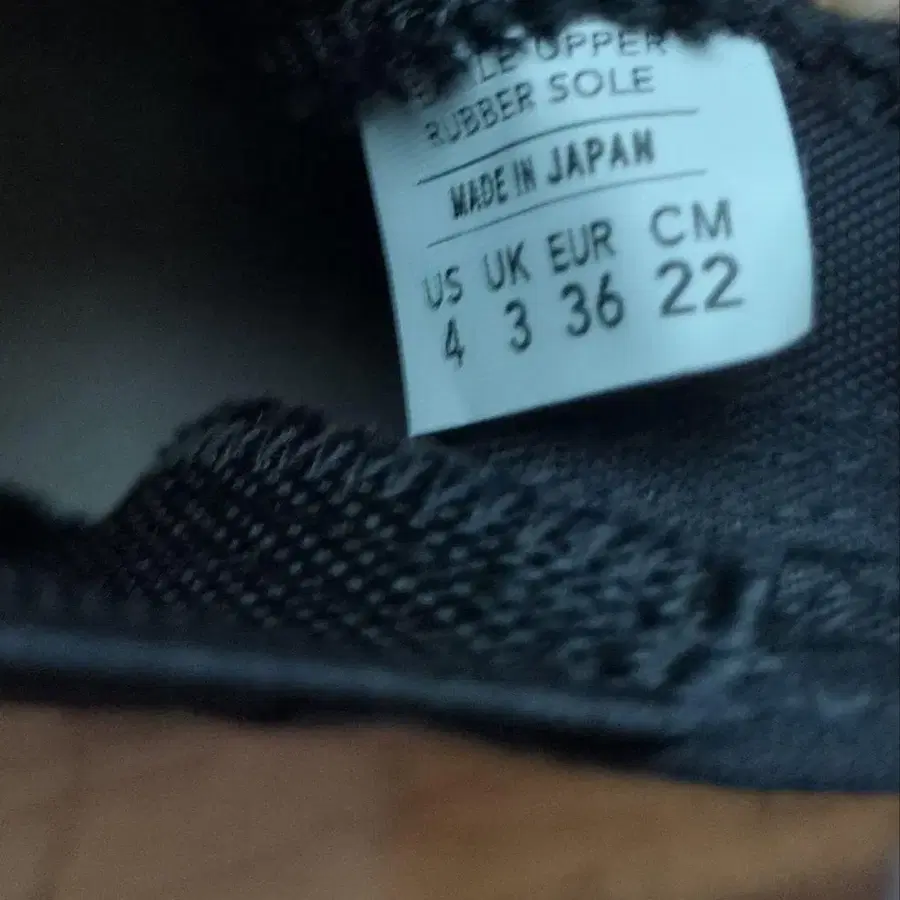 UPPER
RUBBER SOLE
MADE IN JAPAN
US UK EUR CM
4 3 36 22